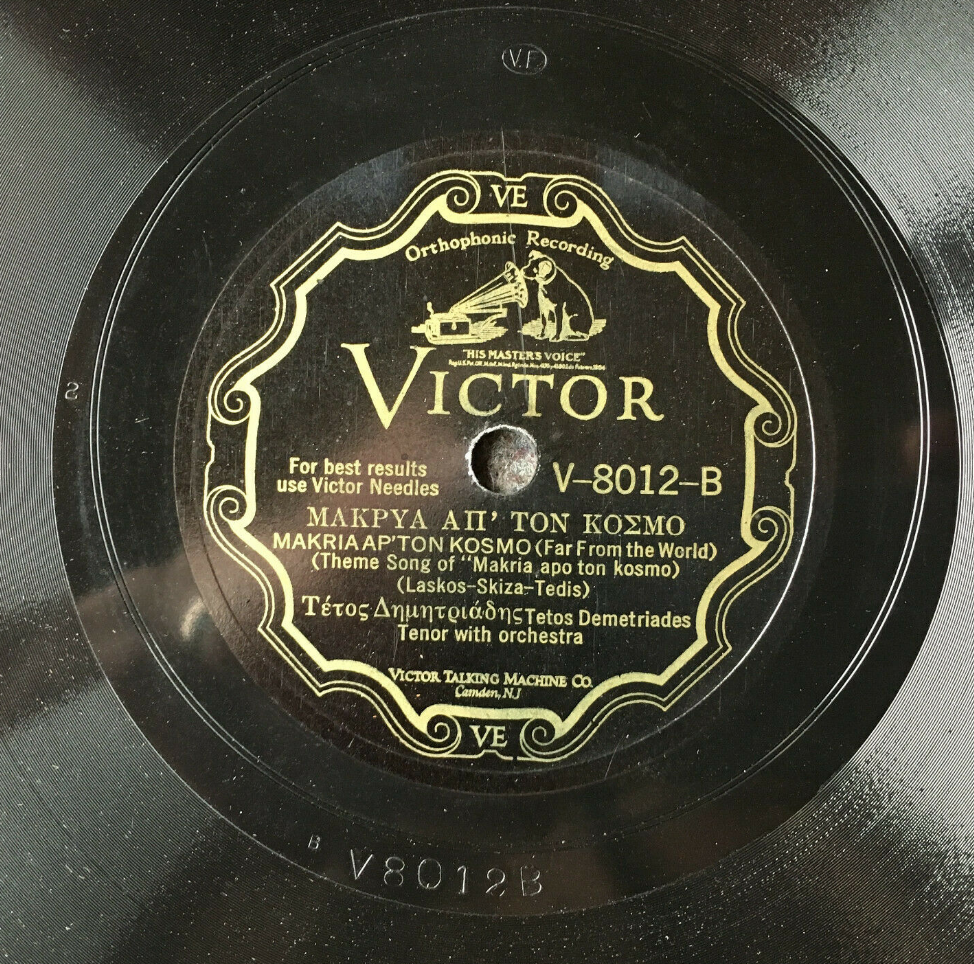 V.F.
VE
Orthophonic Recording
"HIS MASTER'S VOICE"
VICTOR
2
For best results
use Victor Needles
V-8012-B
ΜΑΚΡΥΑ ΑΠ' ΤΟΝ ΚΟΣΜΟ
MAKRIA AP'TON KOSMO (Far From the World)
(Theme Song of "Makria apo ton kosmo)
(Laskos-Skiza-Tedis)
Τέτος Δημητριάδης Tetos Demetriades
Tenor with orchestra
VICTOR TALKING MACHINE CO.
Camden, N.J
VE
B
V8012B